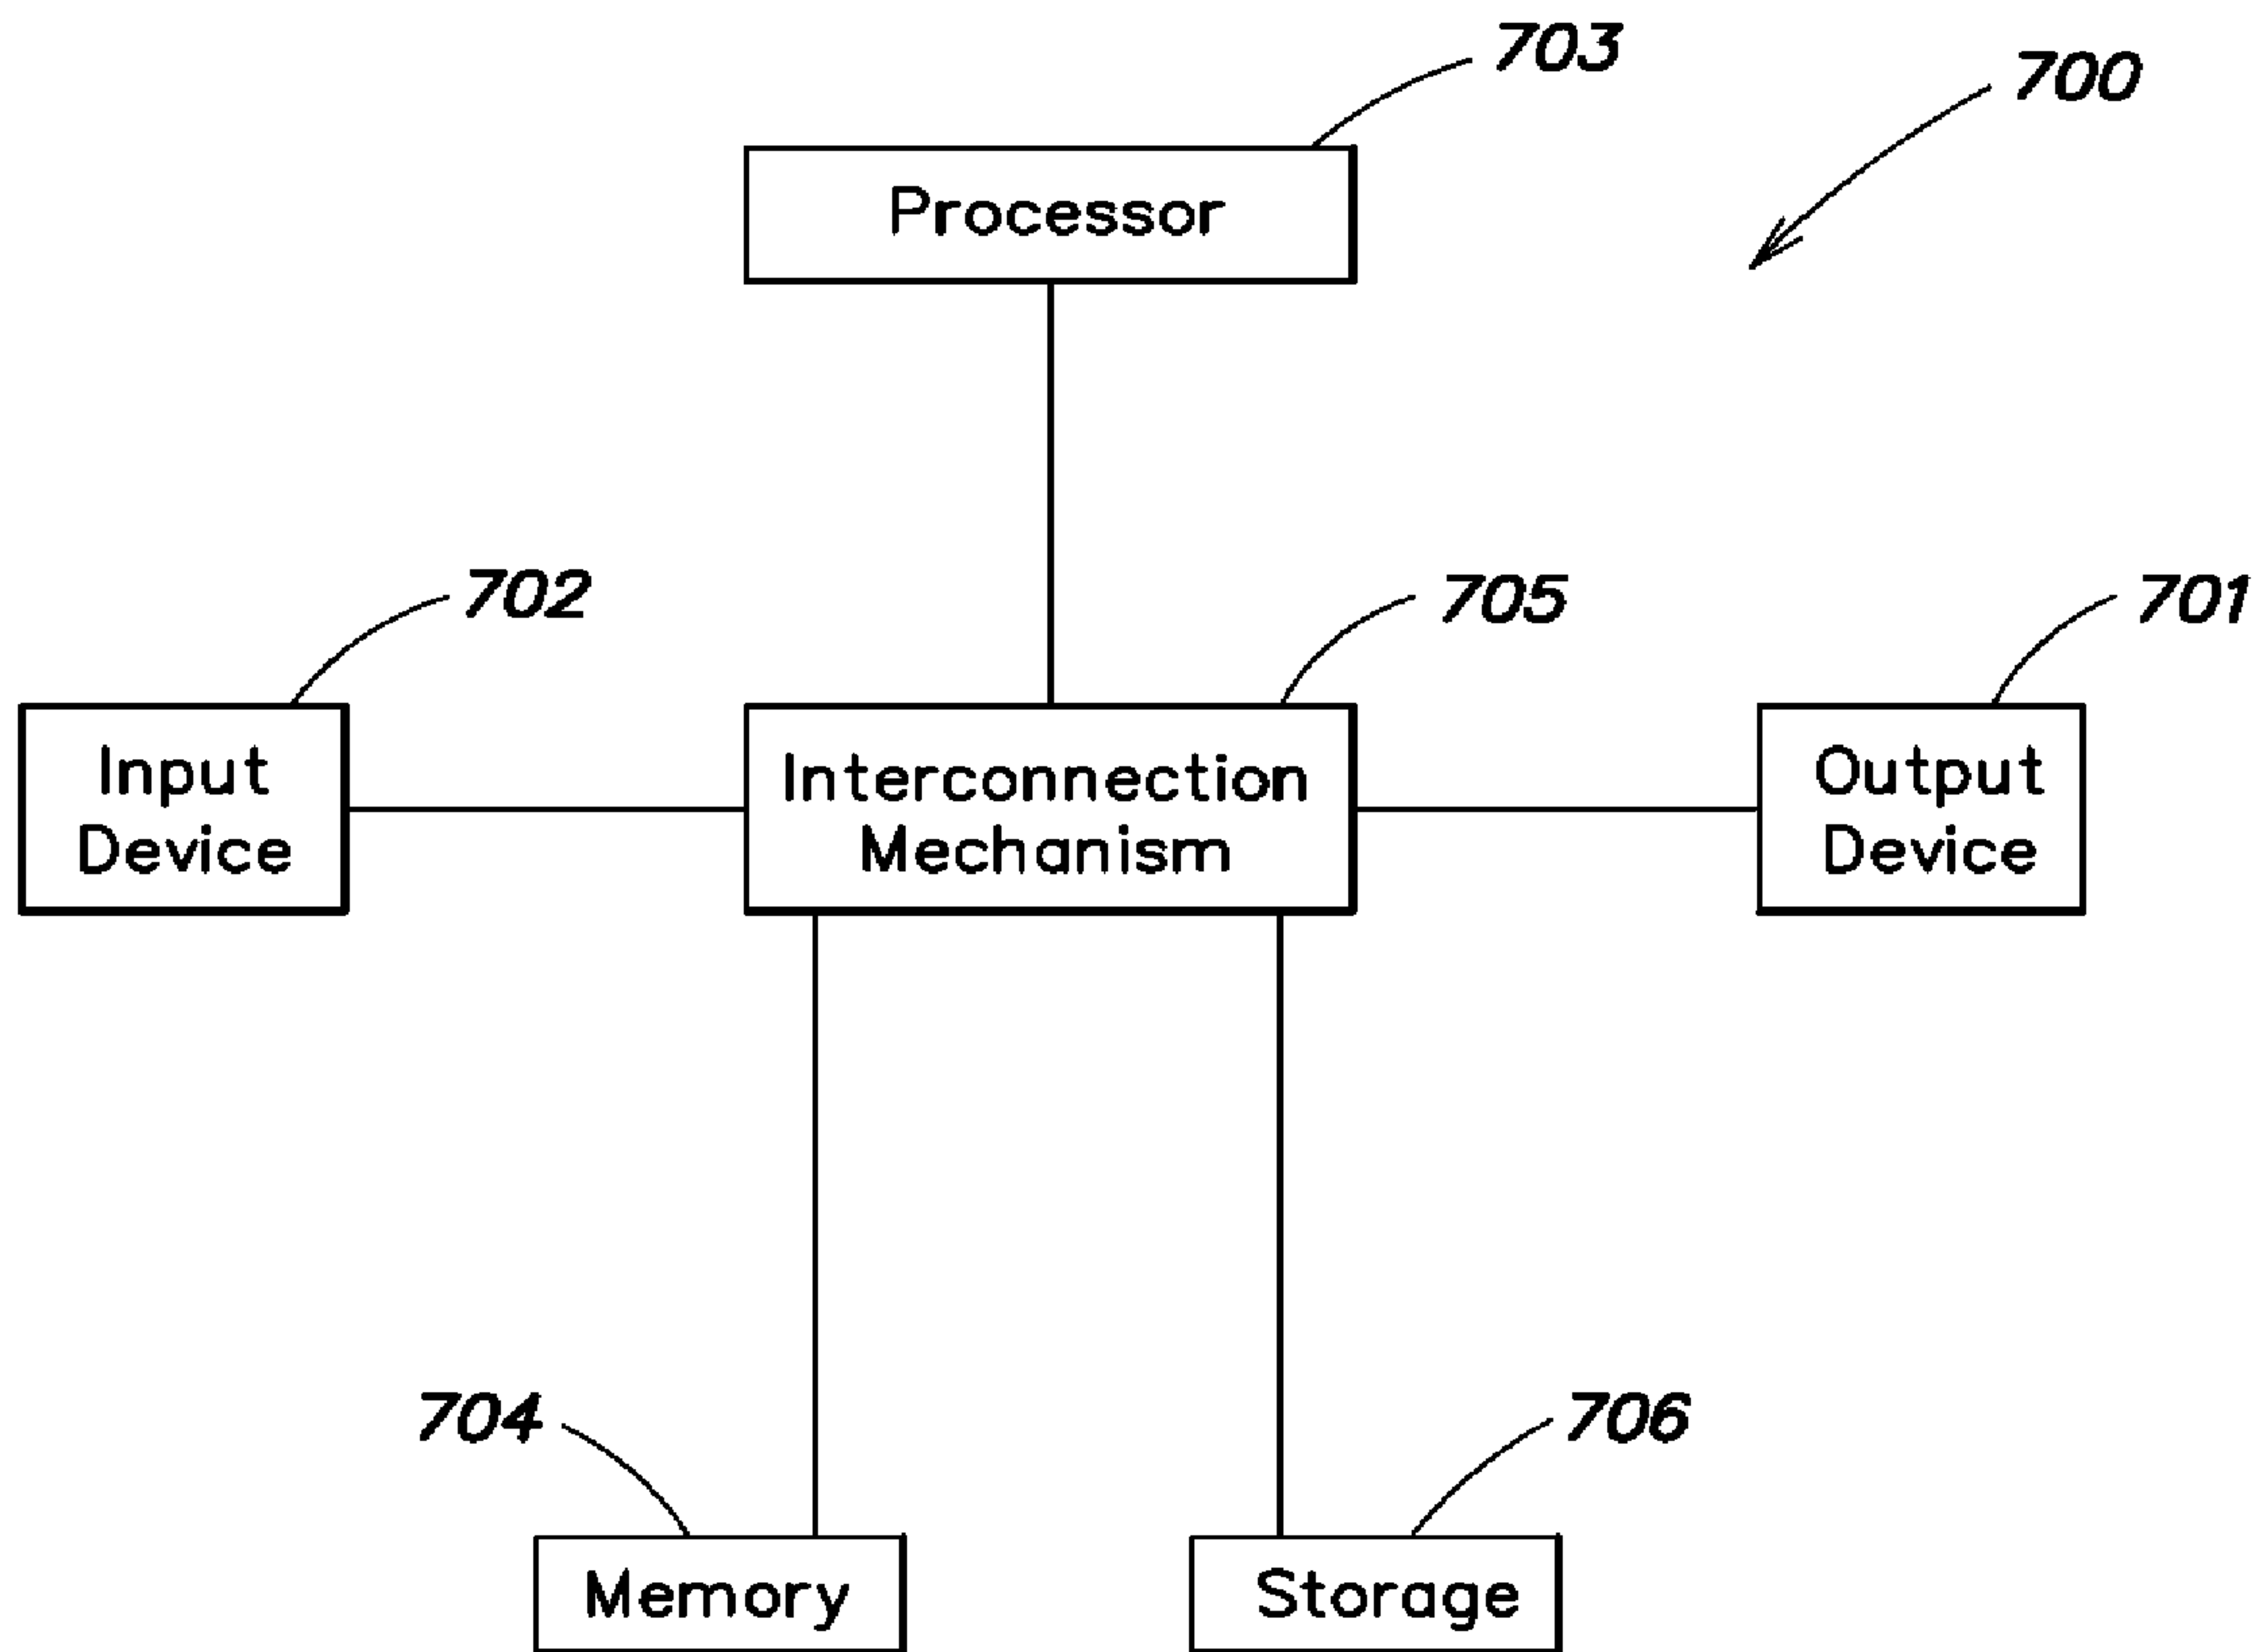 703
700
Processor
702
705
701
Input
Device
Interconnection
Mechanism
Output
Device
704
706
Memory
Storage